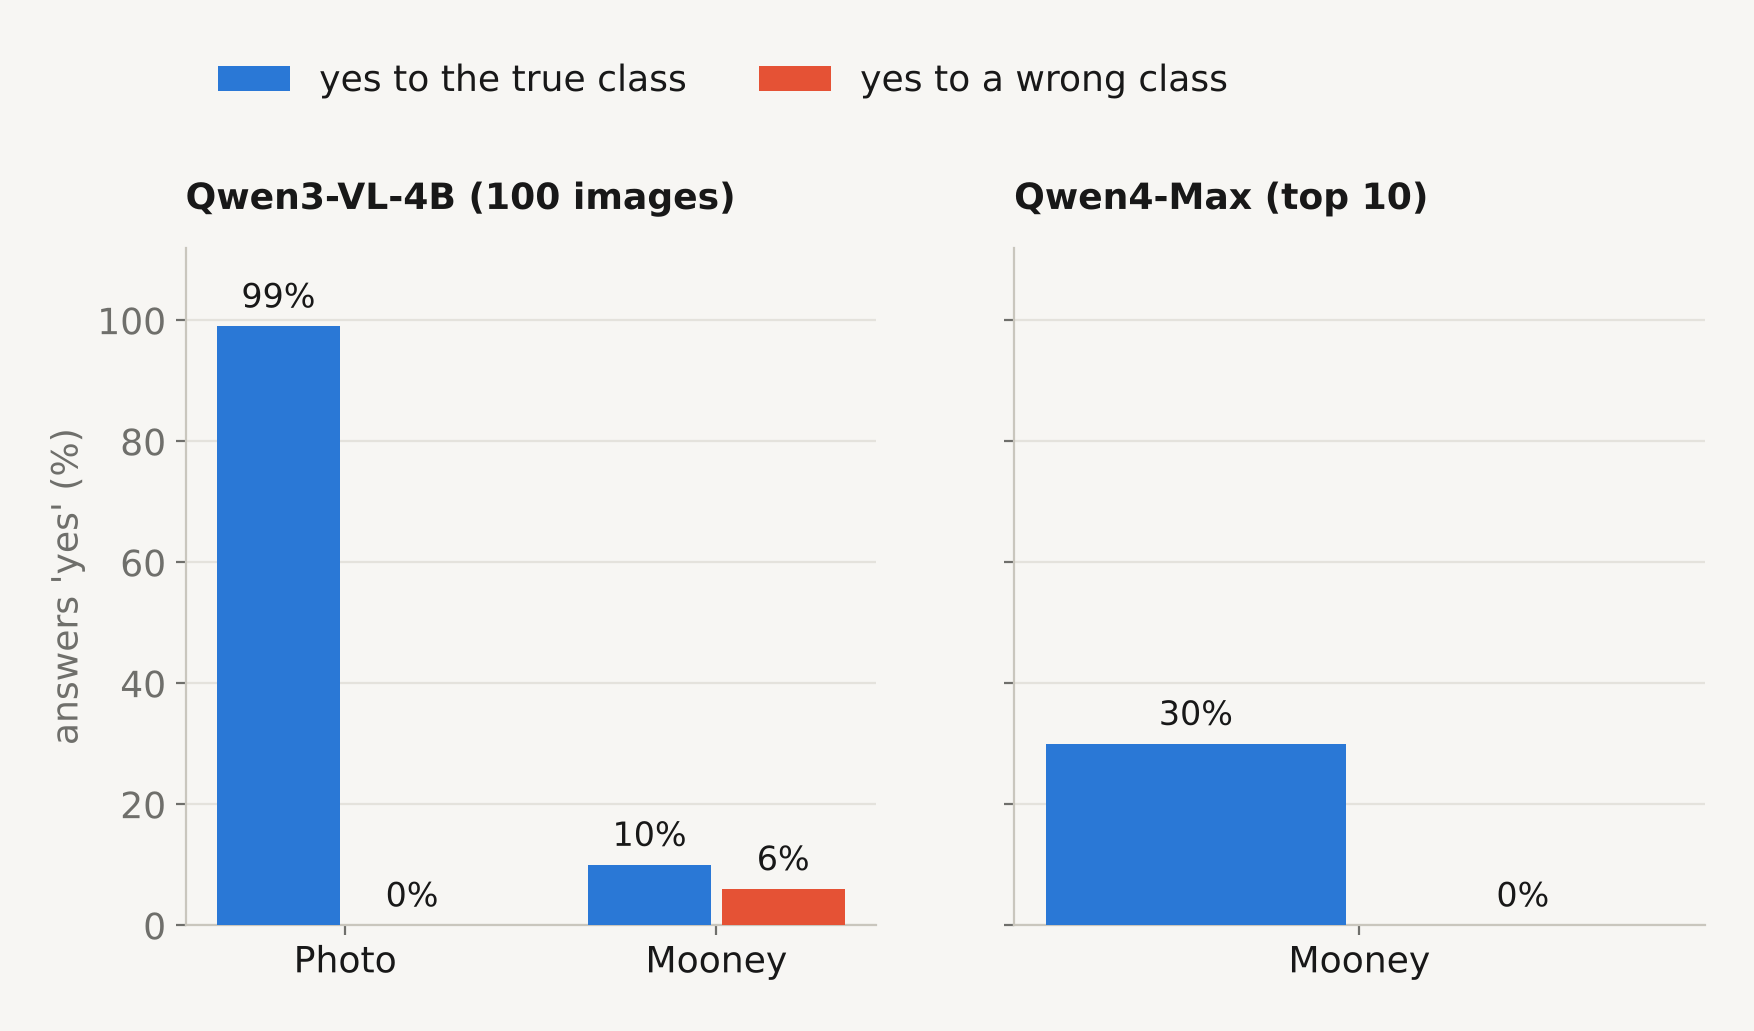 yes to the true class
yes to a wrong class
Qwen3-VL-4B (100 images)
Qwen4-Max (top 10)
answers 'yes' (%)
100
80
60
40
20
0
99%
0%
10%
6%
Photo
Mooney
30%
0%
Mooney